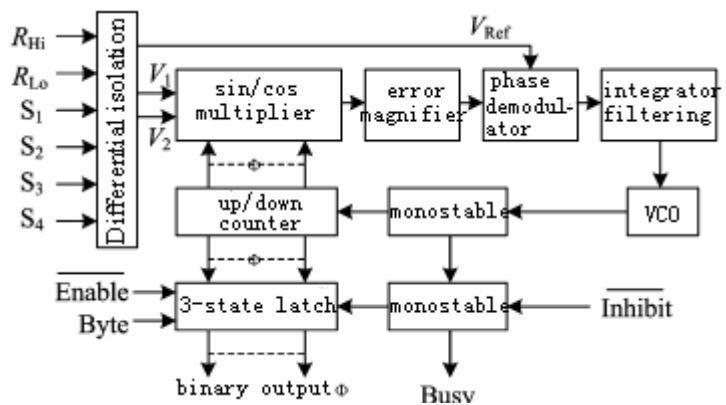 R_Hi
R_Lo
S_1
S_2
S_3
S_4
Differential isolation
V_1
V_2
V_Ref
sin/cos
multiplier
error
magnifier
phase
demodul-
ator
integrator
filtering
up/down
counter
monostable
VCO
Φ
Φ
Enable
Byte
3-state latch
monostable
Inhibit
binary output Φ
Busy